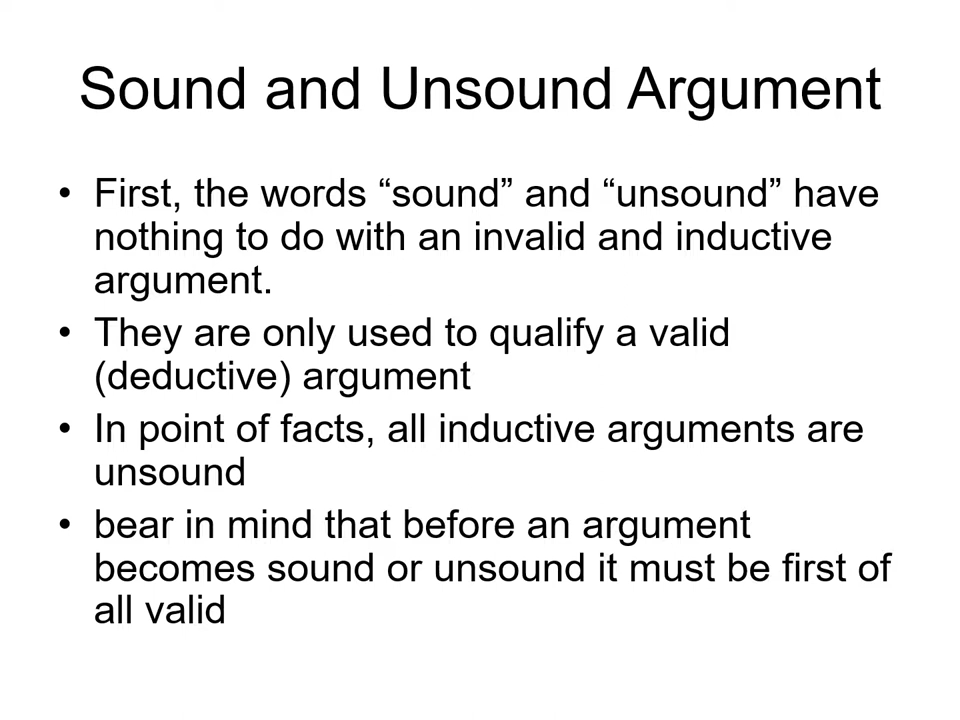 Sound and Unsound Argument
• First, the words “sound” and “unsound” have
nothing to do with an invalid and inductive
argument.
• They are only used to qualify a valid
(deductive) argument
• In point of facts, all inductive arguments are
unsound
• bear in mind that before an argument
becomes sound or unsound it must be first of
all valid